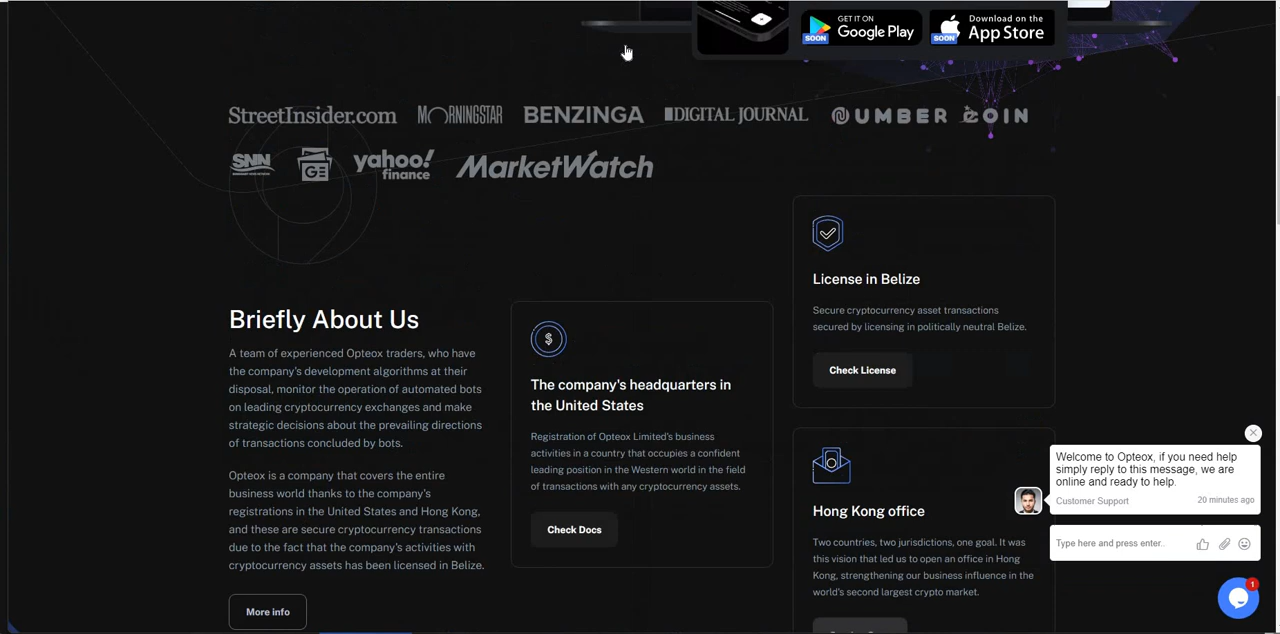 GET IT ON
Google Play
SOON
Download on the
App Store
SOON
StreetInsider.com
MORNINGSTAR
BENZINGA
DIGITAL JOURNAL
UMBER
COIN
SNN
GE
yahoo!
finance
MarketWatch
License in Belize
Secure cryptocurrency asset transactions
secured by licensing in politically neutral Belize.
Check License
Briefly About Us
A team of experienced Opteox traders, who have
the company's development algorithms at their
disposal, monitor the operation of automated bots
on leading cryptocurrency exchanges and make
strategic decisions about the prevailing directions
of transactions concluded by bots.
Opteox is a company that covers the entire
business world thanks to the company's
registrations in the United States and Hong Kong,
and these are secure cryptocurrency transactions
due to the fact that the company's activities with
cryptocurrency assets has been licensed in Belize.
More info
$
The company's headquarters in
the United States
Registration of Opteox Limited's business
activities in a country that occupies a confident
leading position in the Western world in the field
of transactions with any cryptocurrency assets.
Check Docs
Hong Kong office
Two countries, two jurisdictions, one goal. It was
this vision that led us to open an office in Hong
Kong, strengthening our business influence in the
world's second largest crypto market.
Welcome to Opteox, if you need help
simply reply to this message, we are
online and ready to help.
Customer Support
20 minutes ago
Type here and press enter..
1